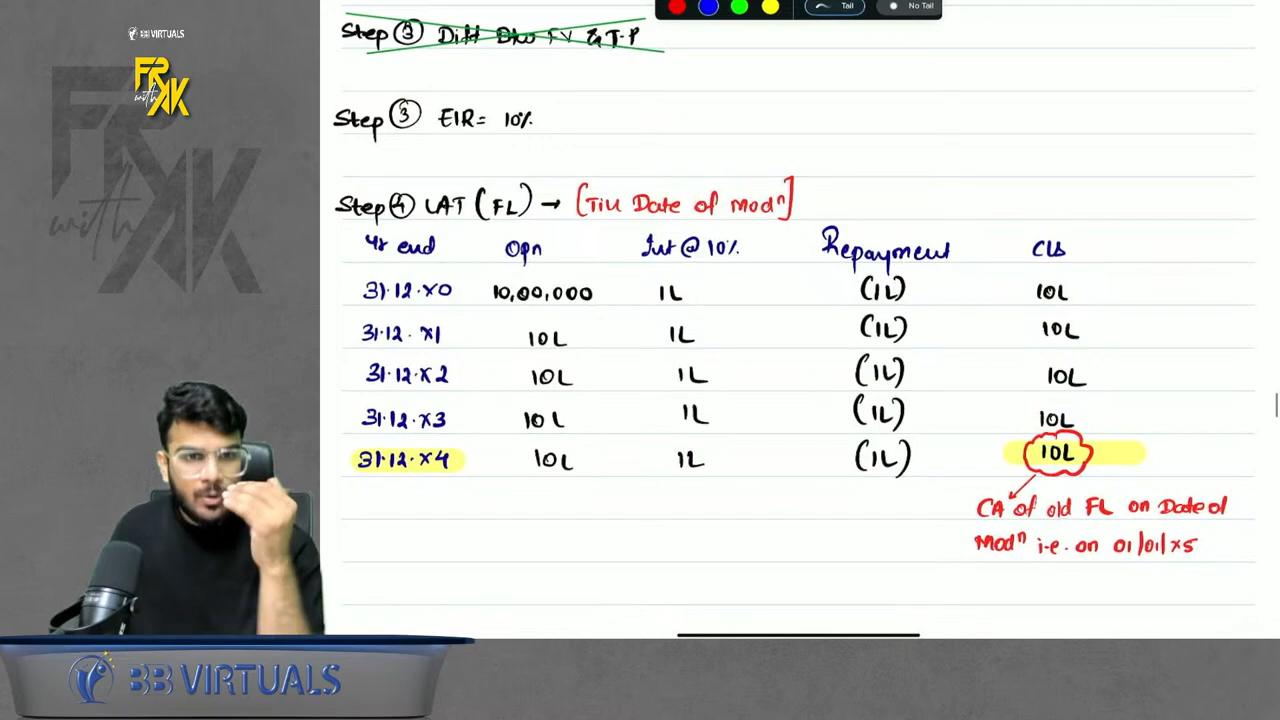 BB VIRTUALS
FR
with
AK
Tail
No Tail
Step ③ Diff Btw FV & T.P
Step ③ EIR = 10%
Step ④ LAT (FL) → [Till Date of Modⁿ]
Yr end Opn Int @ 10% Repayment Cls
31.12.X0 10,00,000 1L (1L) 10L
31.12.X1 10L 1L (1L) 10L
31.12.X2 10L 1L (1L) 10L
31.12.X3 10L 1L (1L) 10L
31.12.X4 10L 1L (1L) 10L
CA of old FL on Date of
Modⁿ i.e. on 01/01/X5
BB VIRTUALS